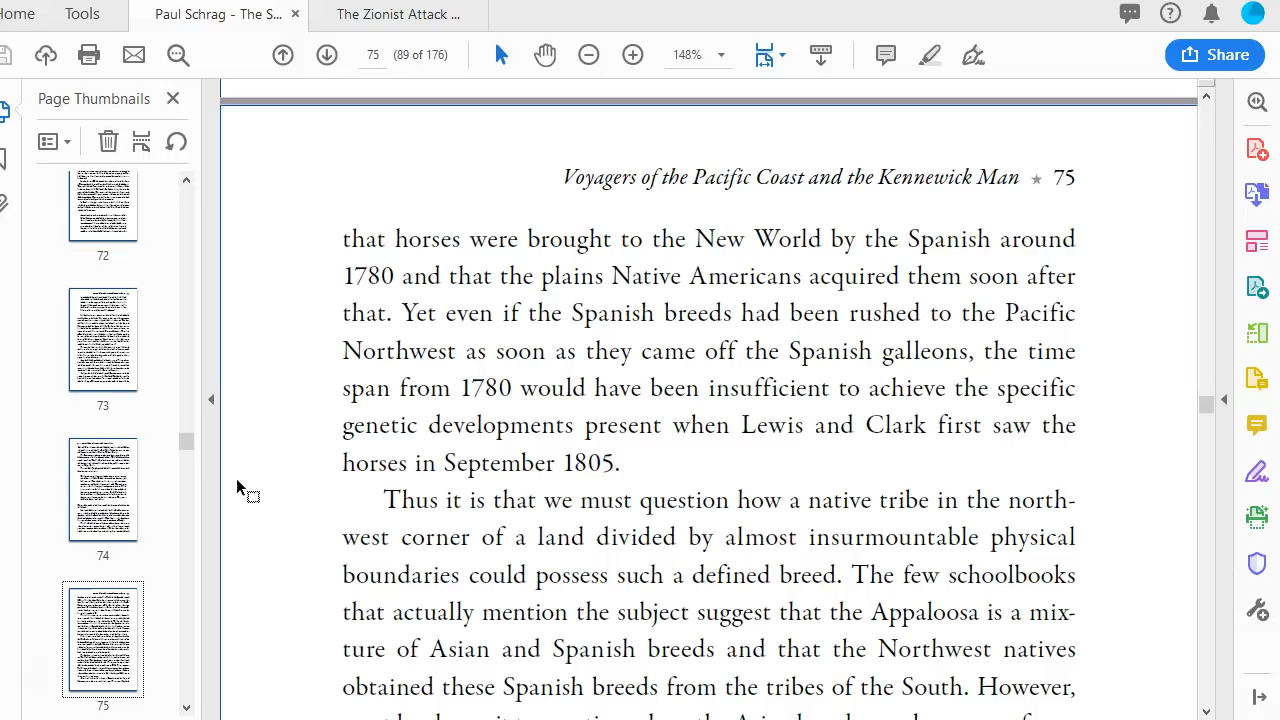 Home
Tools
Paul Schrag - The S...
The Zionist Attack ...
75
(89 of 176)
148%
Share
Page Thumbnails
72
73
74
75
Voyagers of the Pacific Coast and the Kennewick Man ★ 75
that horses were brought to the New World by the Spanish around
1780 and that the plains Native Americans acquired them soon after
that. Yet even if the Spanish breeds had been rushed to the Pacific
Northwest as soon as they came off the Spanish galleons, the time
span from 1780 would have been insufficient to achieve the specific
genetic developments present when Lewis and Clark first saw the
horses in September 1805.
Thus it is that we must question how a native tribe in the north-
west corner of a land divided by almost insurmountable physical
boundaries could possess such a defined breed. The few schoolbooks
that actually mention the subject suggest that the Appaloosa is a mix-
ture of Asian and Spanish breeds and that the Northwest natives
obtained these Spanish breeds from the tribes of the South. However,